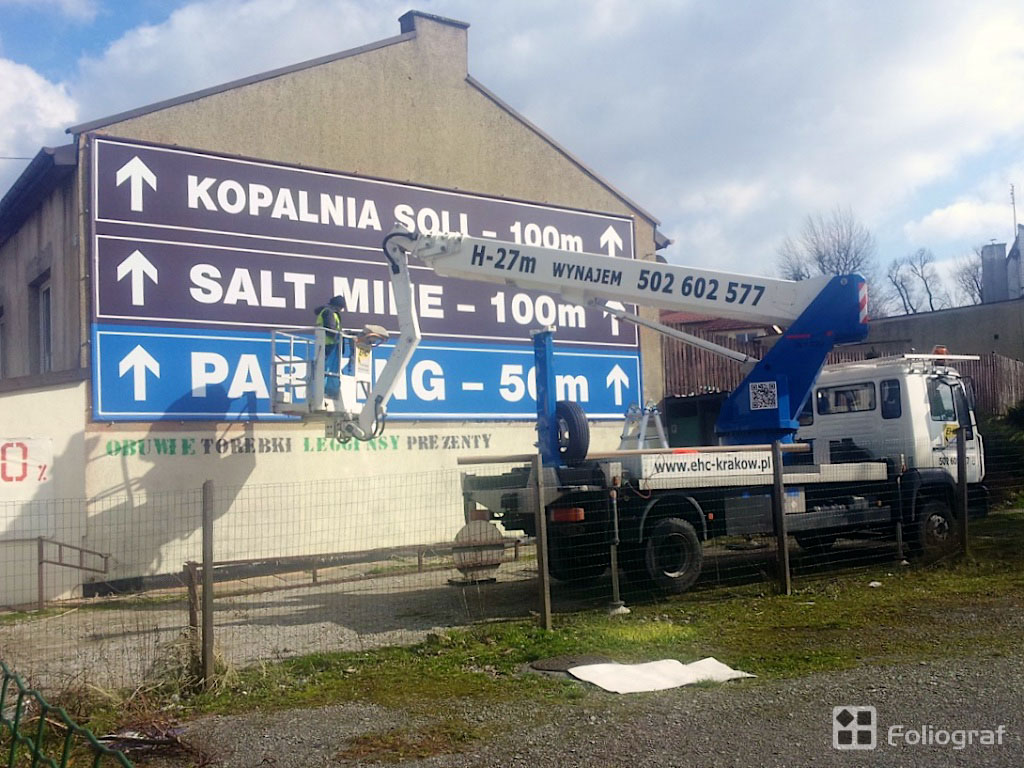 KOPALNIA SOLI - 100m
SALT MINE - 100m
PARKING - 50m
H-27m WYNAJEM 502 602 577
OBUWIE TOREBKI LEGGINSY PREZENTY
0%
www.ehc-krakow.pl
Foliograf